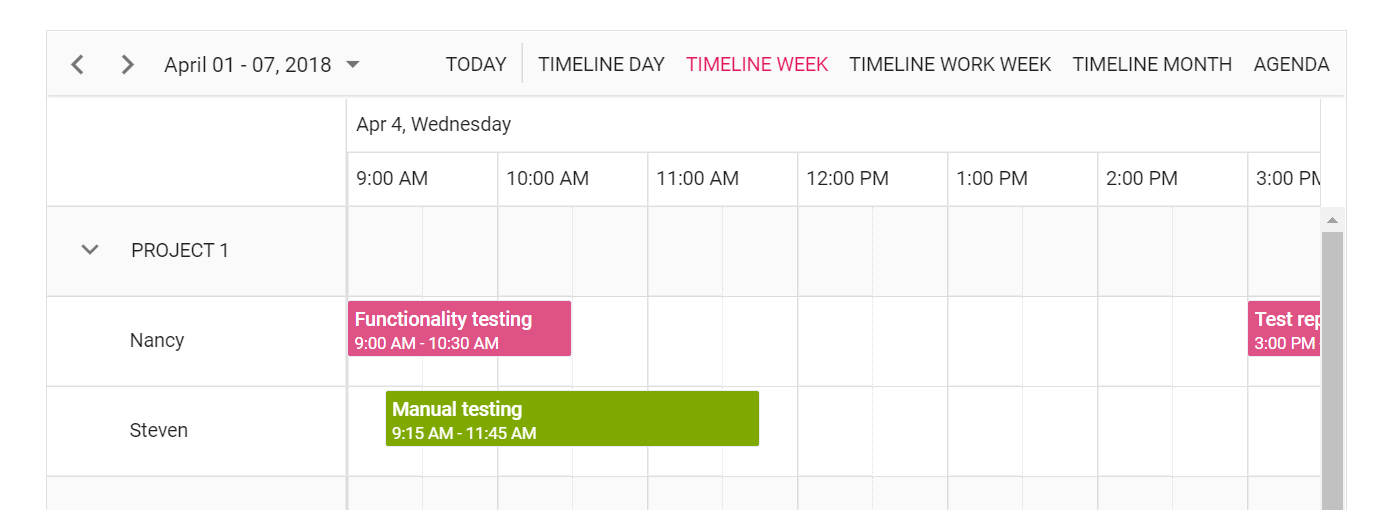 April 01 - 07, 2018 TODAY TIMELINE DAY TIMELINE WEEK TIMELINE WORK WEEK TIMELINE MONTH AGENDA
Apr 4, Wednesday
9:00 AM 10:00 AM 11:00 AM 12:00 PM 1:00 PM 2:00 PM 3:00 PM
PROJECT 1
Functionality testing Test rep
9:00 AM - 10:30 AM 3:00 PM -
Nancy
Manual testing
9:15 AM - 11:45 AM
Steven